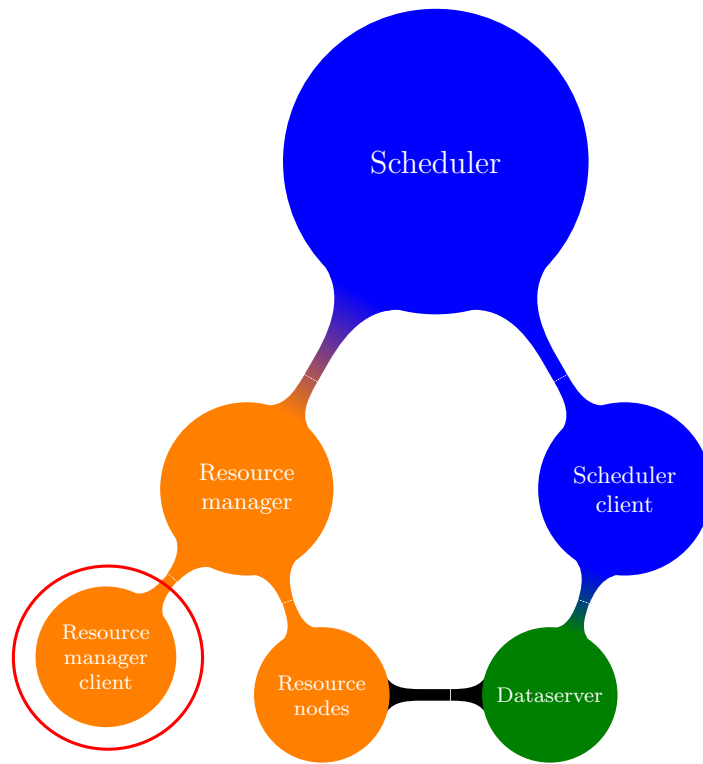 Scheduler
Resource
manager
Scheduler
client
Resource
manager
client
Resource
nodes
Dataserver